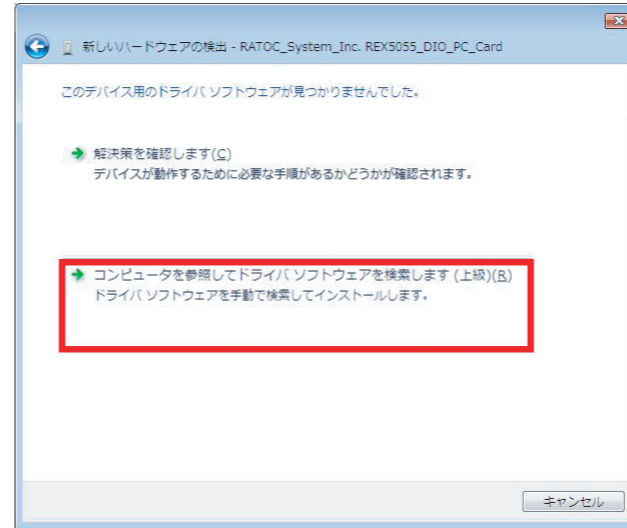 新しいハードウェアの検出 - RATOC_System_Inc. REX5055_DIO_PC_Card
このデバイス用のドライバ ソフトウェアが見つかりませんでした。
解決策を確認します(C)
デバイスが動作するために必要な手順があるかどうかが確認されます。
コンピュータを参照してドライバ ソフトウェアを検索します (上級)(R)
ドライバ ソフトウェアを手動で検索してインストールします。
キャンセル